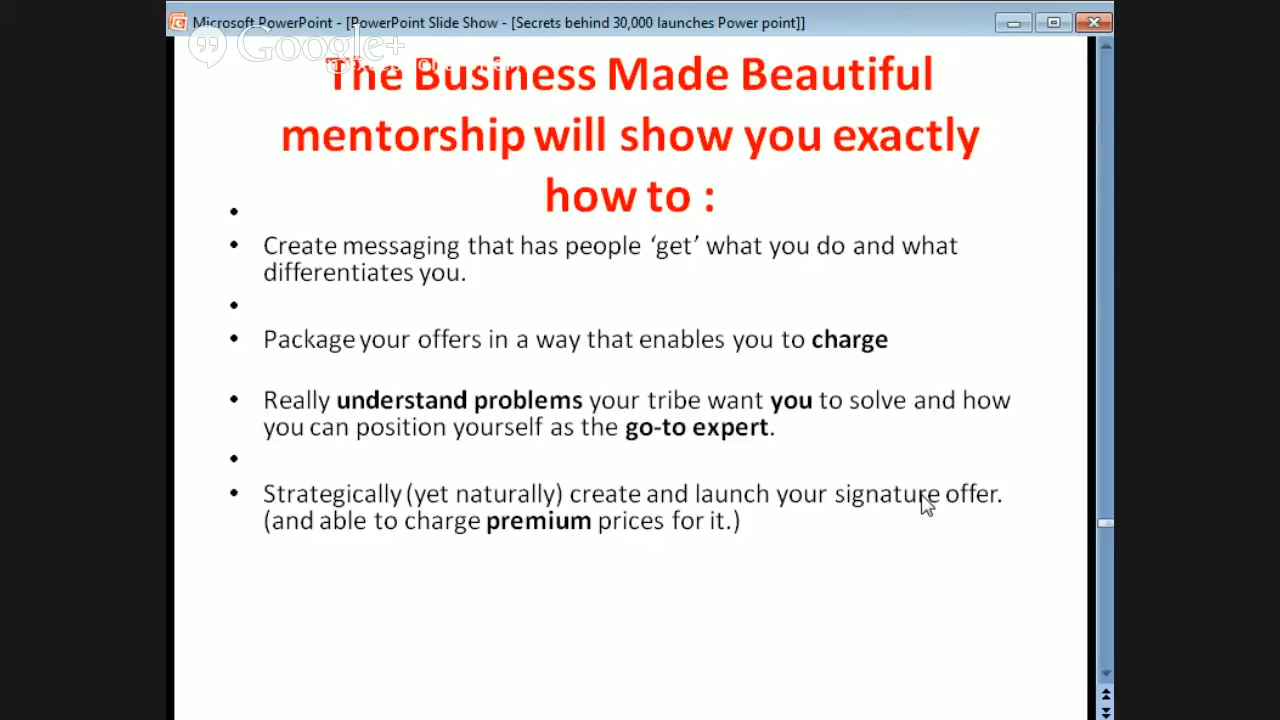 Microsoft PowerPoint - [PowerPoint Slide Show - [Secrets behind 30,000 launches Power point]]
Google+
The Business Made Beautiful
mentorship will show you exactly
how to :
•
• Create messaging that has people ‘get’ what you do and what
differentiates you.
•
• Package your offers in a way that enables you to charge
• Really understand problems your tribe want you to solve and how
you can position yourself as the go-to expert.
•
• Strategically (yet naturally) create and launch your signature offer.
(and able to charge premium prices for it.)